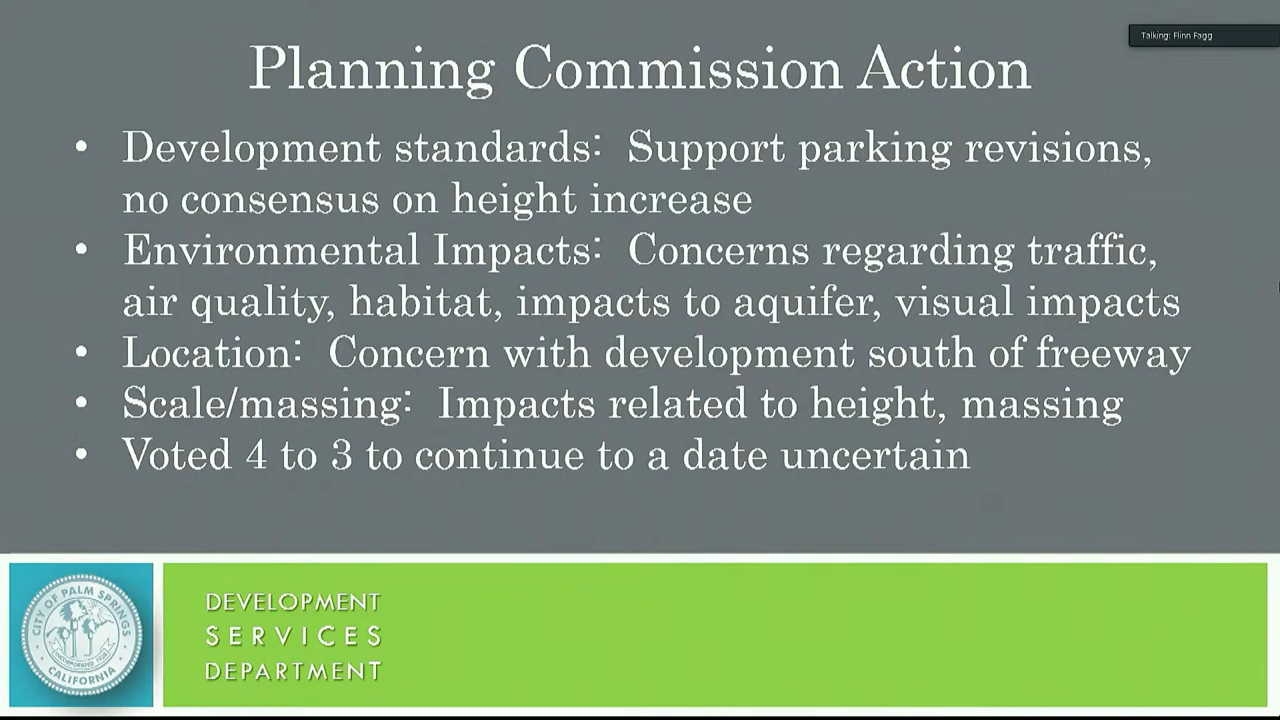 Talking: Flinn Fagg
Planning Commission Action
• Development standards: Support parking revisions,
no consensus on height increase
• Environmental Impacts: Concerns regarding traffic,
air quality, habitat, impacts to aquifer, visual impacts
• Location: Concern with development south of freeway
• Scale/massing: Impacts related to height, massing
• Voted 4 to 3 to continue to a date uncertain
CITY OF PALM SPRINGS
CALIFORNIA
DEVELOPMENT
SERVICES
DEPARTMENT